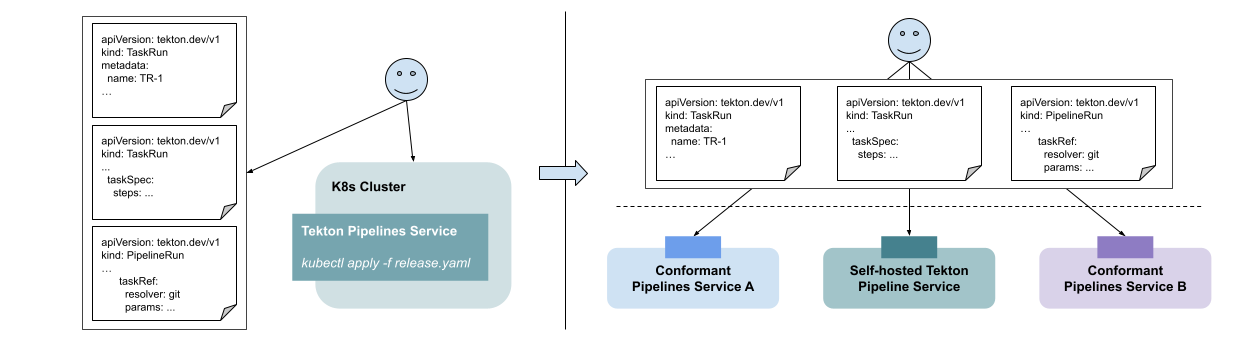 apiVersion: tekton.dev/v1
kind: TaskRun
metadata:
name: TR-1
…
apiVersion: tekton.dev/v1
kind: TaskRun
...
taskSpec:
steps: ...
apiVersion: tekton.dev/v1
kind: PipelineRun
…
taskRef:
resolver: git
params: ...
K8s Cluster
Tekton Pipelines Service
kubectl apply -f release.yaml
apiVersion: tekton.dev/v1
kind: TaskRun
metadata:
name: TR-1
…
apiVersion: tekton.dev/v1
kind: TaskRun
...
taskSpec:
steps: ...
apiVersion: tekton.dev/v1
kind: PipelineRun
…
taskRef:
resolver: git
params: ...
Conformant
Pipelines Service A
Self-hosted Tekton
Pipeline Service
Conformant
Pipelines Service B